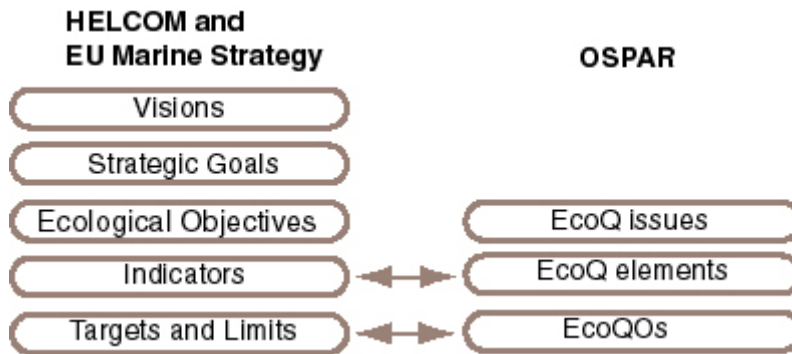 HELCOM and
EU Marine Strategy
OSPAR
Visions
Strategic Goals
Ecological Objectives
EcoQ issues
Indicators
EcoQ elements
Targets and Limits
EcoQOs